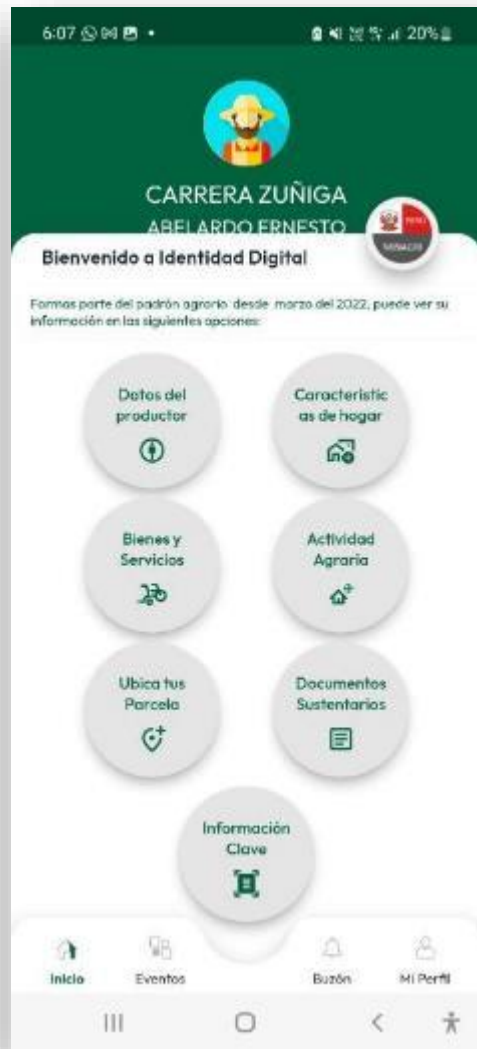 6:07
20%
CARRERA ZUÑIGA
ABELARDO ERNESTO
PERÚ
MIDAGRI
Bienvenido a Identidad Digital
Formas parte del padrón agrario desde marzo del 2022, puede ver su
información en las siguientes opciones:
Datos del
productor
Caracteristic
as de hogar
Bienes y
Servicios
Actividad
Agraria
Ubica tus
Parcela
Documentos
Sustentarios
Información
Clave
Inicio
Eventos
Buzón
Mi Perfil